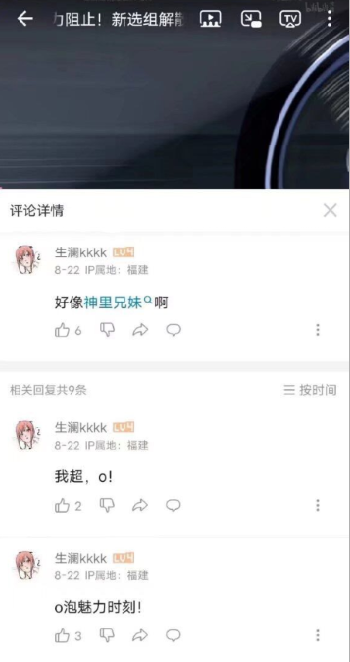 力阻止！新选组解散
TV
bilibili
评论详情
生澜kkkk LV4
8-22 IP属地：福建
好像神里兄妹啊
6
相关回复共9条
按时间
生澜kkkk LV4
8-22 IP属地：福建
我超，o！
2
生澜kkkk LV4
8-22 IP属地：福建
o泡魅力时刻！
3